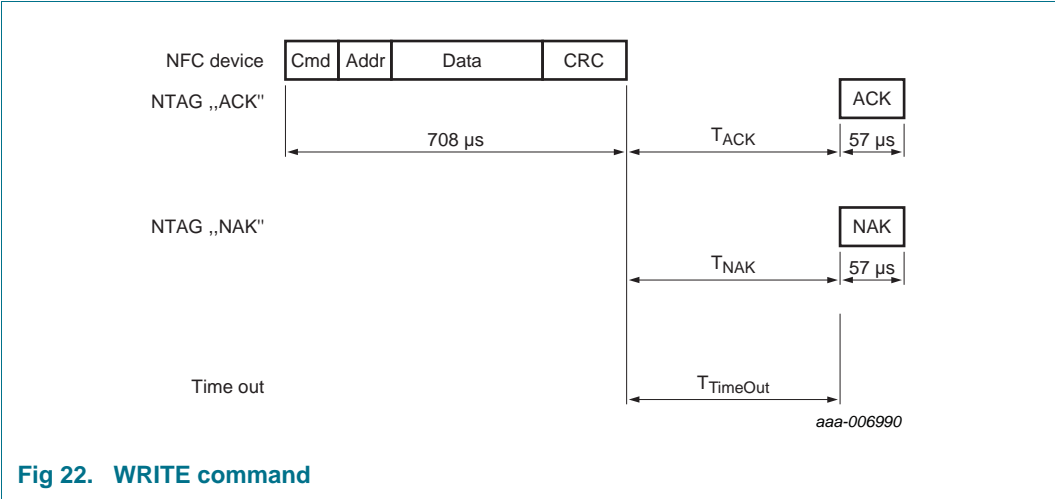 NFC device Cmd Addr Data CRC
NTAG ,,ACK" ACK
708 µs TACK 57 µs
NTAG ,,NAK" NAK
TNAK 57 µs
Time out TTimeOut
aaa-006990
Fig 22. WRITE command